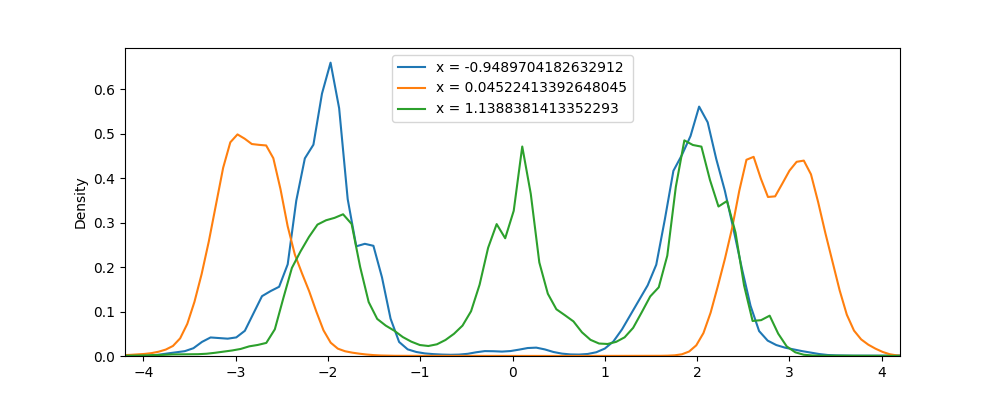 x = -0.9489704182632912
x = 0.04522413392648045
x = 1.1388381413352293
Density
0.6
0.5
0.4
0.3
0.2
0.1
0.0
−4 −3 −2 −1 0 1 2 3 4